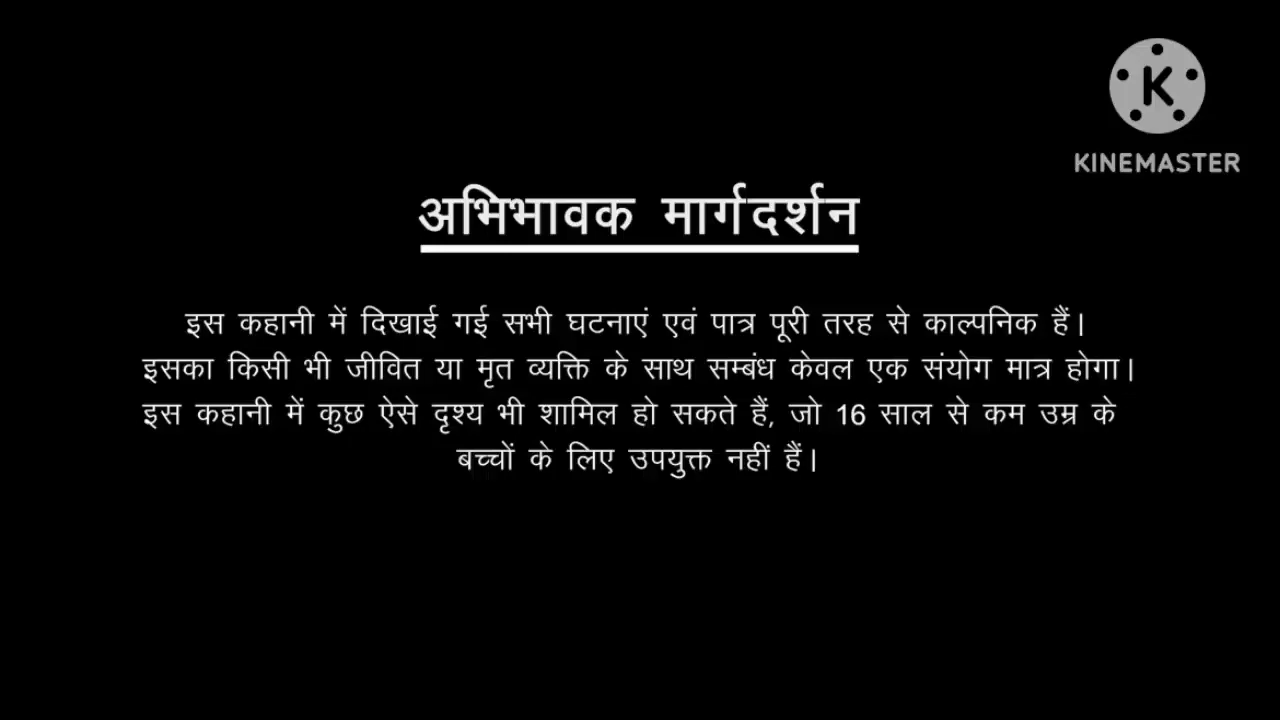 K
KINEMASTER
अभिभावक मार्गदर्शन
इस कहानी में दिखाई गई सभी घटनाएं एवं पात्र पूरी तरह से काल्पनिक हैं।
इसका किसी भी जीवित या मृत व्यक्ति के साथ सम्बंध केवल एक संयोग मात्र होगा।
इस कहानी में कुछ ऐसे दृश्य भी शामिल हो सकते हैं, जो 16 साल से कम उम्र के
बच्चों के लिए उपयुक्त नहीं हैं।